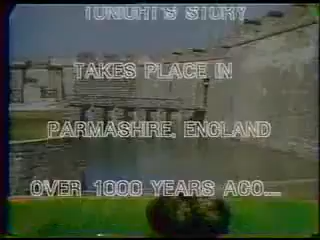 TONIGHT'S STORY
TAKES PLACE IN
PARMASHIRE, ENGLAND
OVER 1000 YEARS AGO....